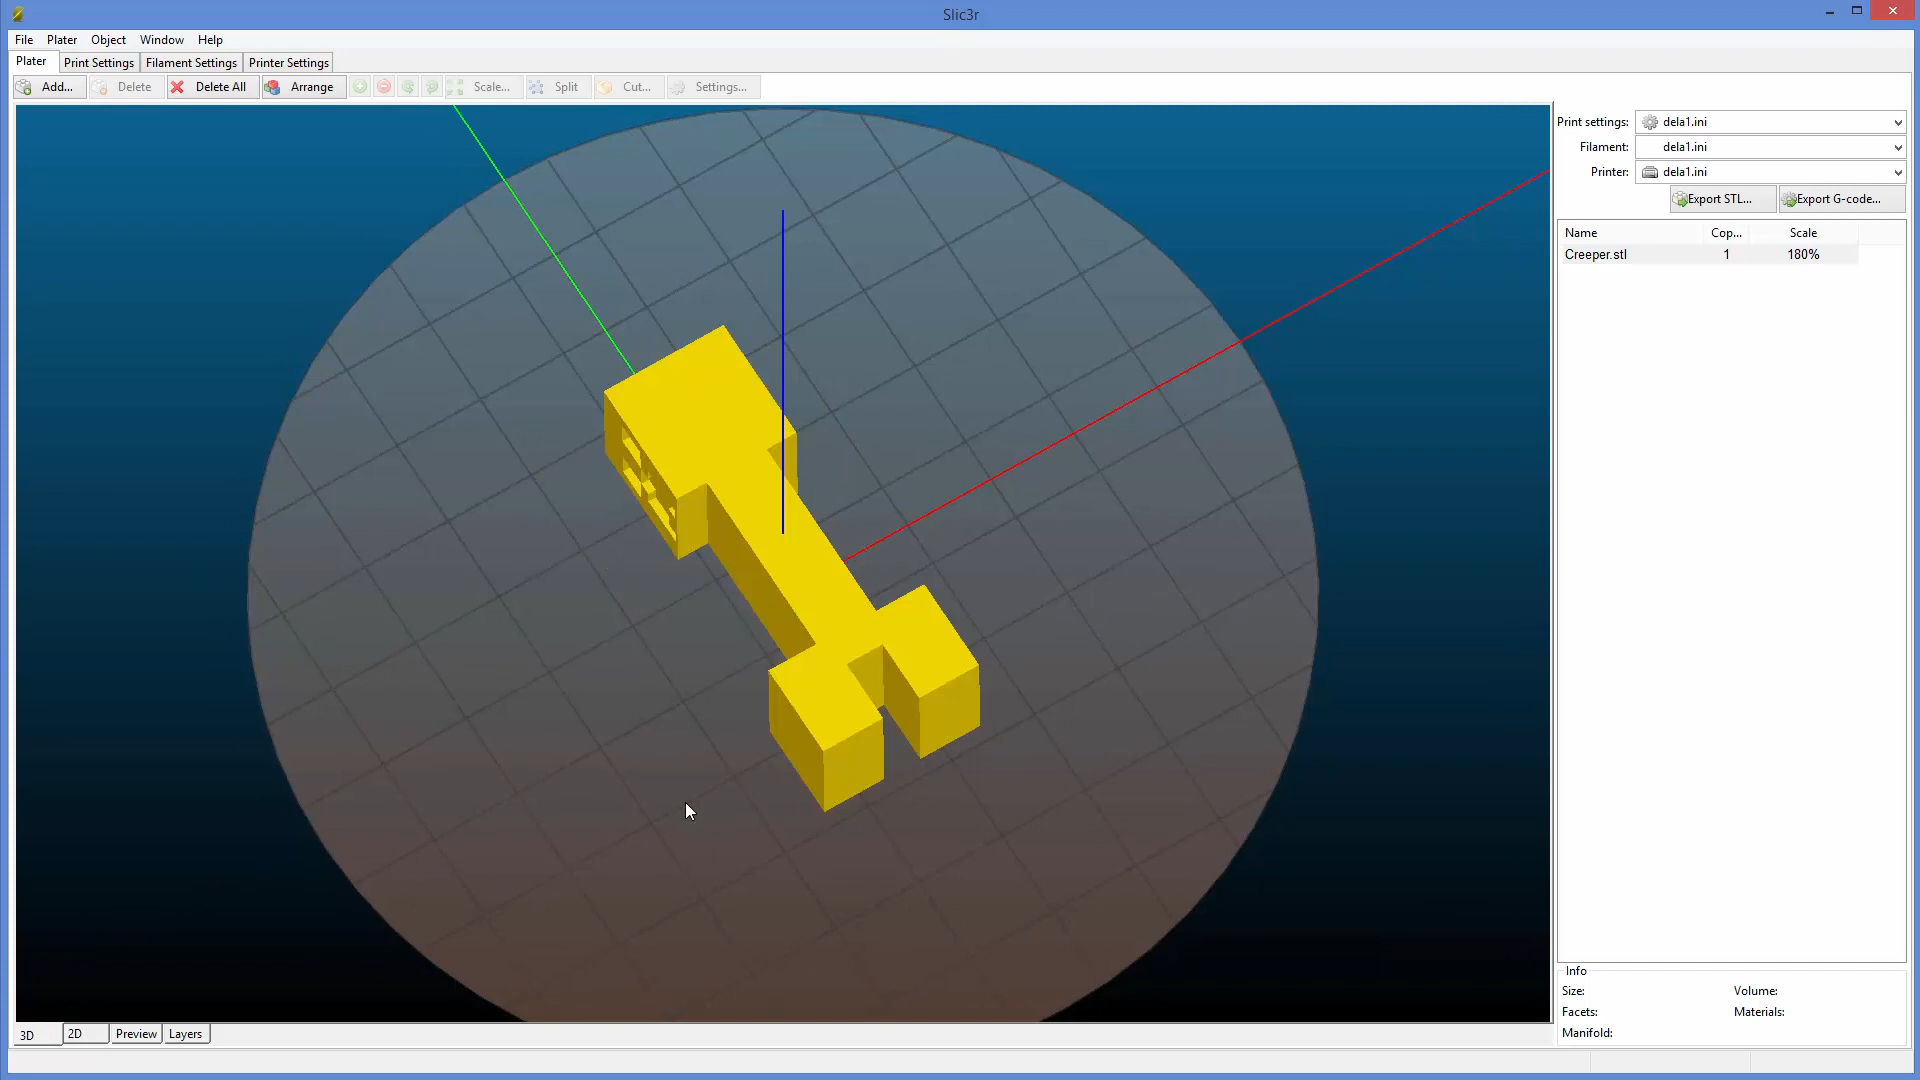 Slic3r
File Plater Object Window Help
Plater Print Settings Filament Settings Printer Settings
Add... Delete Delete All Arrange Scale... Split Cut... Settings...
Print settings: dela1.ini
Filament: dela1.ini
Printer: dela1.ini
Export STL... Export G-code...
Name Cop... Scale
Creeper.stl 1 180%
Info
Size: Volume:
Facets: Materials:
Manifold:
3D 2D Preview Layers